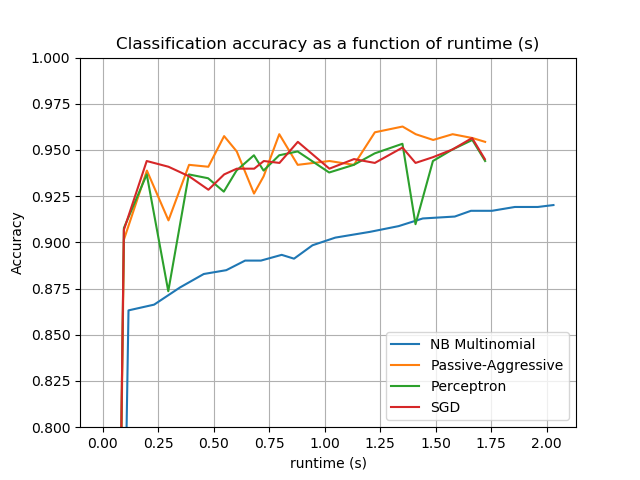 Classification accuracy as a function of runtime (s)
1.000
0.975
0.950
0.925
0.900
0.875
0.850
0.825
0.800
Accuracy
NB Multinomial
Passive-Aggressive
Perceptron
SGD
0.00 0.25 0.50 0.75 1.00 1.25 1.50 1.75 2.00
runtime (s)